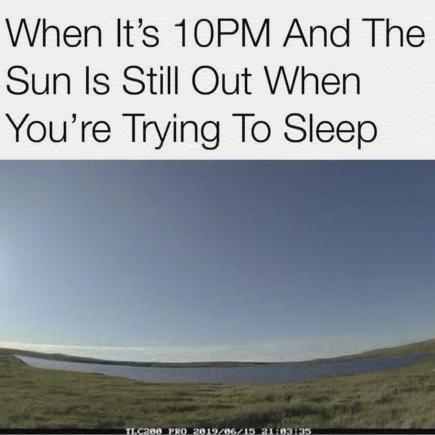 When It’s 10PM And The
Sun Is Still Out When
You’re Trying To Sleep
TLC200 PRO 2019/06/15 21:03:35